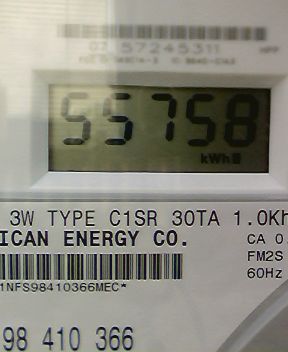 07 57245311
55758
kWh
3W TYPE C1SR 30TA 1.0Kh
ICAN ENERGY CO.
CA 0.
FM2S
60Hz
1NFS98410366MEC*
98 410 366